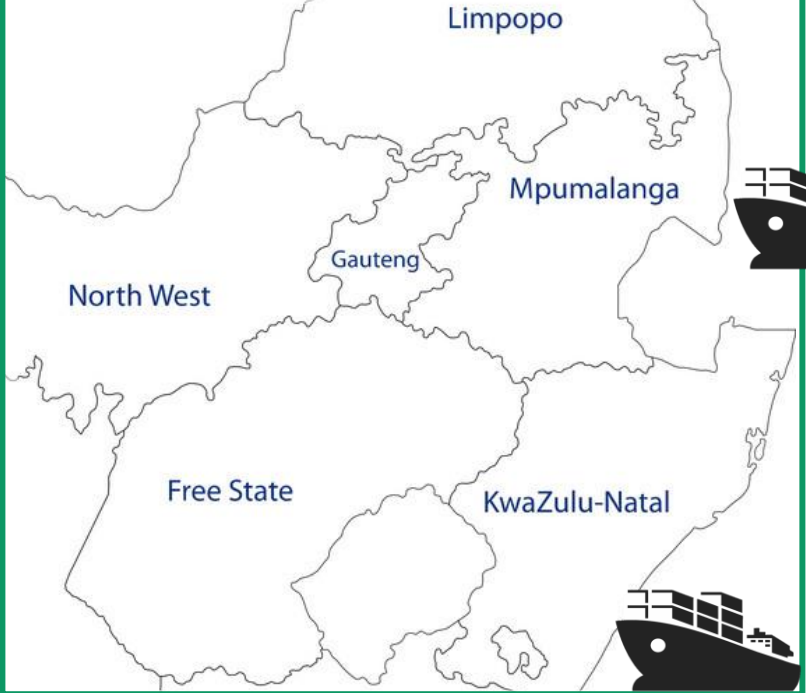 Limpopo
Mpumalanga
Gauteng
North West
Free State
KwaZulu-Natal